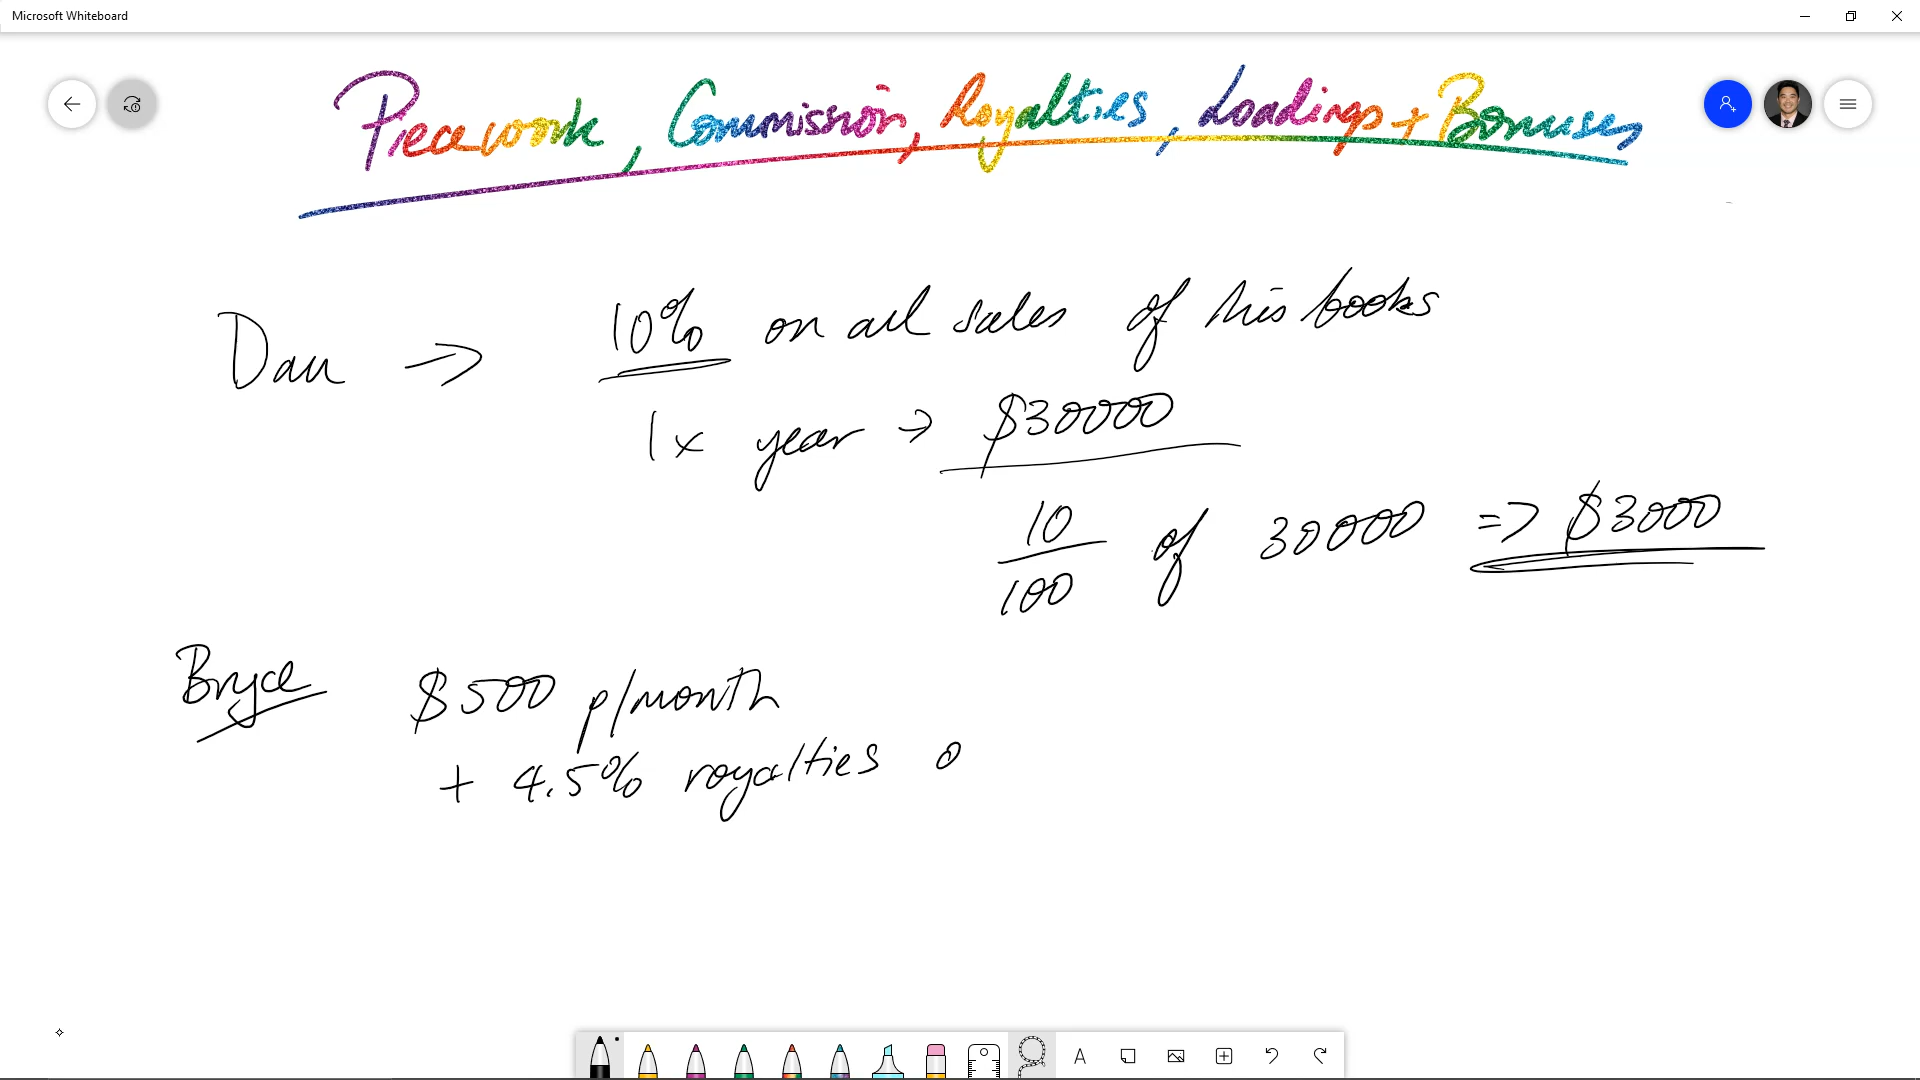 Microsoft Whiteboard
Piecework, Commission, Royalties, Loadings + Bonuses
Dan → 10% on all sales of his books
1x year → $30000
10/100 of 30000 => $3000
Bryce $500 p/month
+ 4.5% royalties o
A